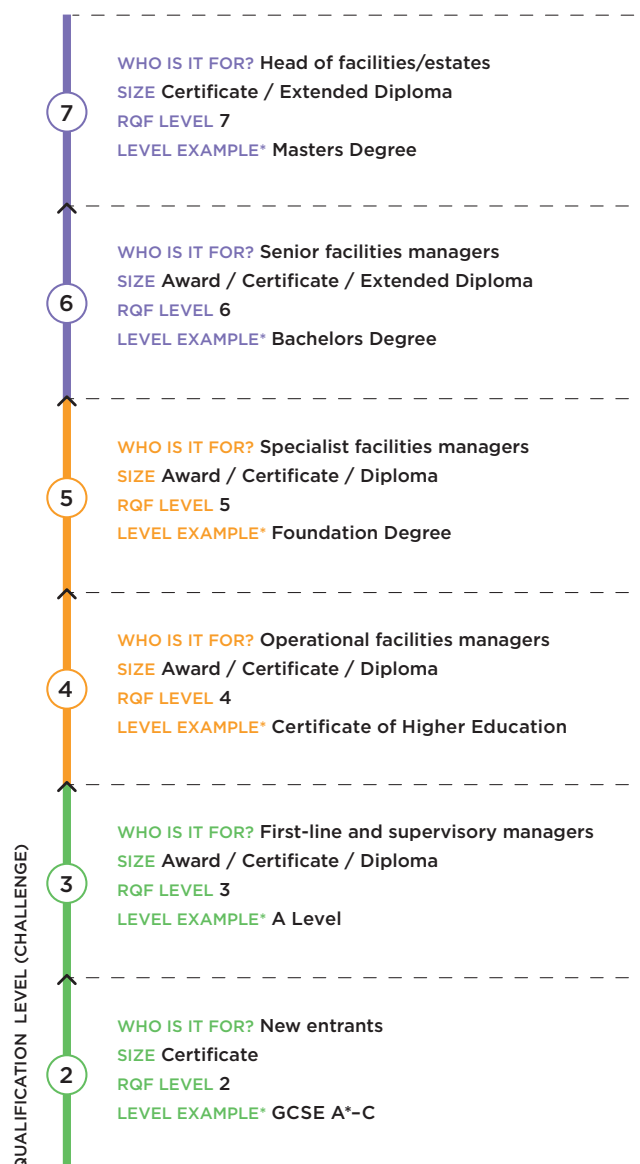 7
WHO IS IT FOR? Head of facilities/estates
SIZE Certificate / Extended Diploma
RQF LEVEL 7
LEVEL EXAMPLE* Masters Degree
6
WHO IS IT FOR? Senior facilities managers
SIZE Award / Certificate / Extended Diploma
RQF LEVEL 6
LEVEL EXAMPLE* Bachelors Degree
5
WHO IS IT FOR? Specialist facilities managers
SIZE Award / Certificate / Diploma
RQF LEVEL 5
LEVEL EXAMPLE* Foundation Degree
4
WHO IS IT FOR? Operational facilities managers
SIZE Award / Certificate / Diploma
RQF LEVEL 4
LEVEL EXAMPLE* Certificate of Higher Education
3
WHO IS IT FOR? First-line and supervisory managers
SIZE Award / Certificate / Diploma
RQF LEVEL 3
LEVEL EXAMPLE* A Level
2
WHO IS IT FOR? New entrants
SIZE Certificate
RQF LEVEL 2
LEVEL EXAMPLE* GCSE A*–C
QUALIFICATION LEVEL (CHALLENGE)